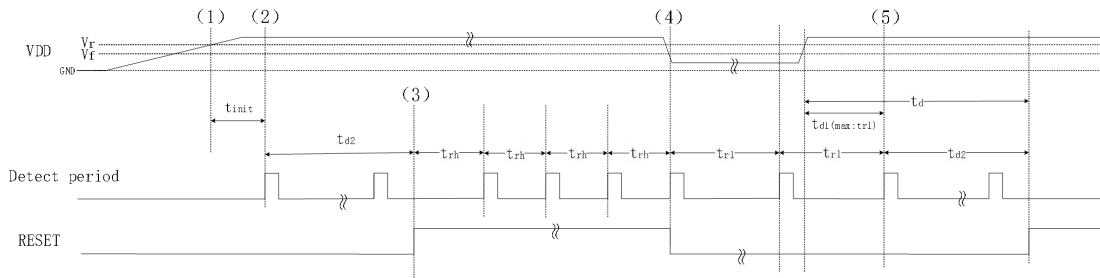 (1) (2) (4) (5)
VDD
Vr
Vf
GND
(3)
tinit
td
td1(max:tr1)
td2 trh trh trh trh tr1 tr1 td2
Detect period
RESET